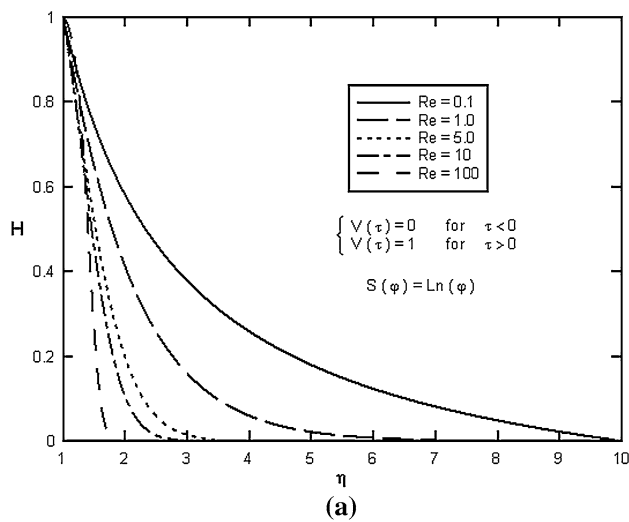 1
0.8
0.6
0.4
0.2
0
H
Re = 0.1
Re = 1.0
Re = 5.0
Re = 10
Re = 100
V(τ) = 0 for τ < 0
V(τ) = 1 for τ > 0
S(φ) = Ln(φ)
1 2 3 4 5 6 7 8 9 10
η
(a)